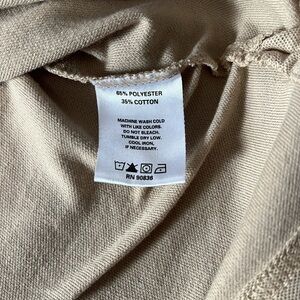 65% POLYESTER
35% COTTON
MACHINE WASH COLD
WITH LIKE COLORS.
DO NOT BLEACH.
TUMBLE DRY LOW.
COOL IRON,
IF NECESSARY.
RN 90836